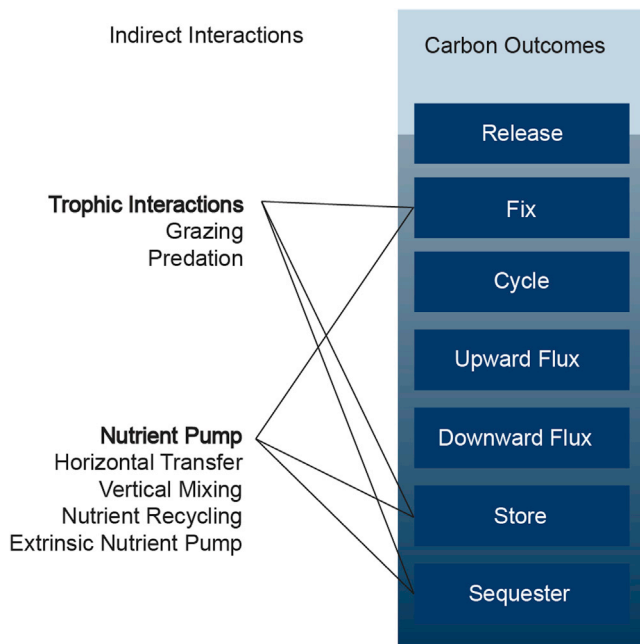 Indirect Interactions
Carbon Outcomes
Release
Trophic Interactions
Grazing
Predation
Fix
Cycle
Upward Flux
Nutrient Pump
Horizontal Transfer
Vertical Mixing
Nutrient Recycling
Extrinsic Nutrient Pump
Downward Flux
Store
Sequester